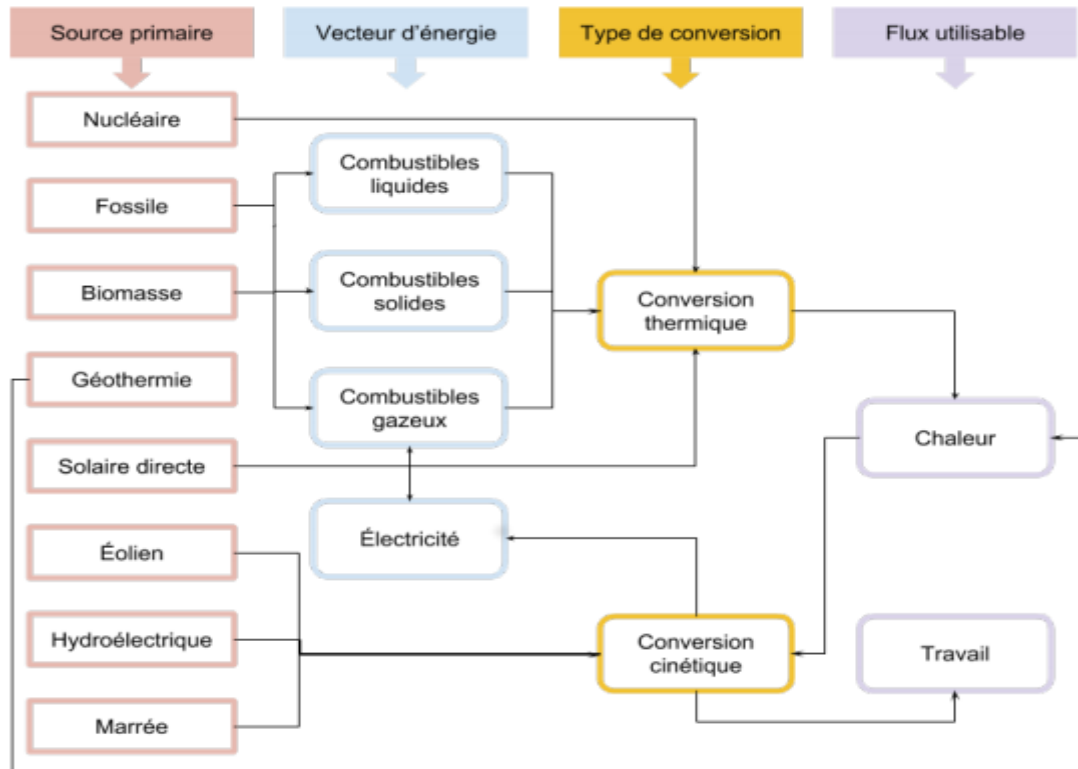 Source primaire
Vecteur d'énergie
Type de conversion
Flux utilisable
Nucléaire
Fossile
Biomasse
Géothermie
Solaire directe
Éolien
Hydroélectrique
Marrée
Combustibles
liquides
Combustibles
solides
Combustibles
gazeux
Électricité
Conversion
thermique
Conversion
cinétique
Chaleur
Travail